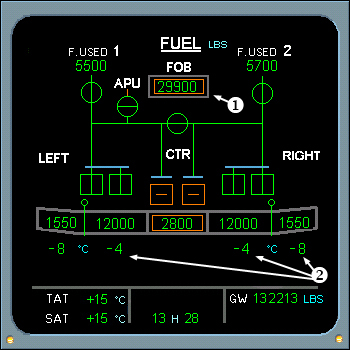 FUEL LBS
F.USED 1
F.USED 2
5500
FOB
5700
APU
29900
1
LEFT
CTR
RIGHT
1550 12000 2800 12000 1550
-8 °C -4 -4 °C -8
2
TAT +15 °C GW 132213 LBS
SAT +15 °C 13 H 28